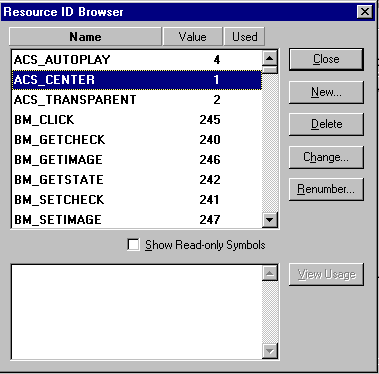 Resource ID Browser
Name Value Used
ACS_AUTOPLAY 4
ACS_CENTER 1
ACS_TRANSPARENT 2
BM_CLICK 245
BM_GETCHECK 240
BM_GETIMAGE 246
BM_GETSTATE 242
BM_SETCHECK 241
BM_SETIMAGE 247
Close
New...
Delete
Change...
Renumber...
Show Read-only Symbols
View Usage